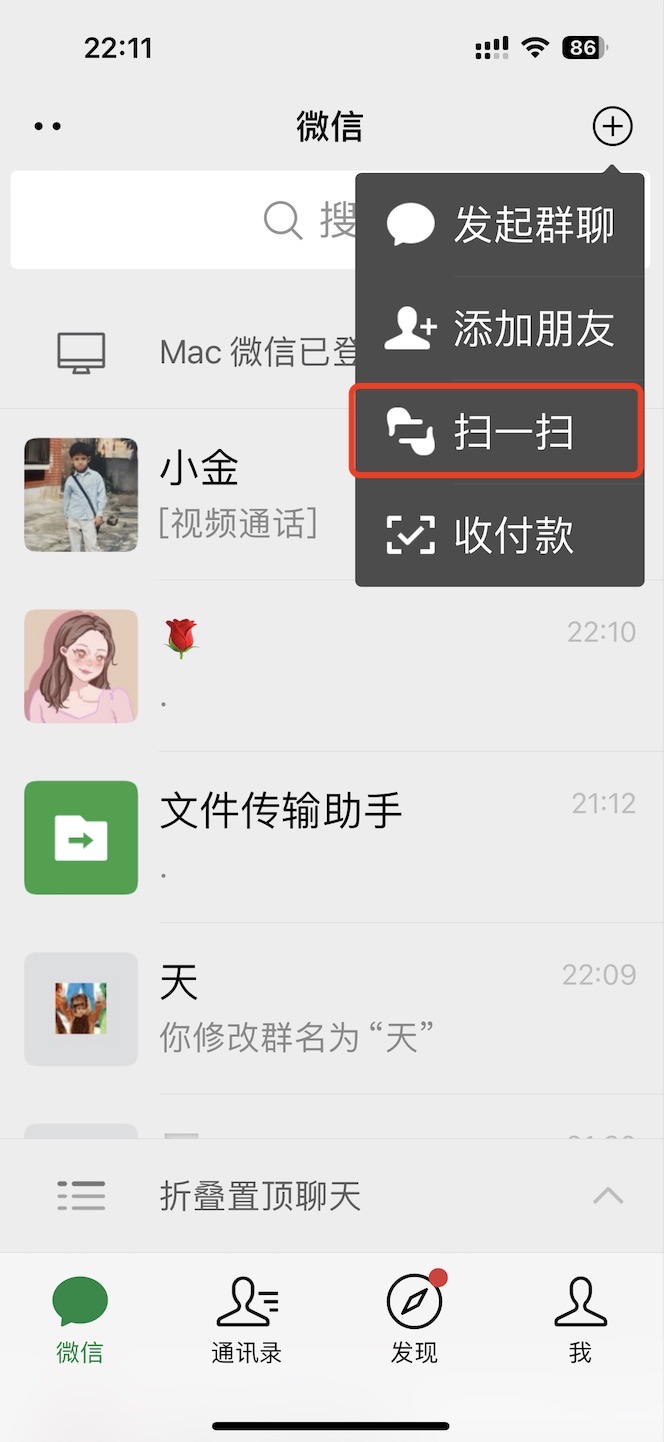 22:11
86
微信
搜
发起群聊
添加朋友
扫一扫
收付款
Mac 微信已登
小金
[视频通话]
22:10
.
文件传输助手
21:12
.
天
22:09
你修改群名为 “天”
折叠置顶聊天
微信
通讯录
发现
我